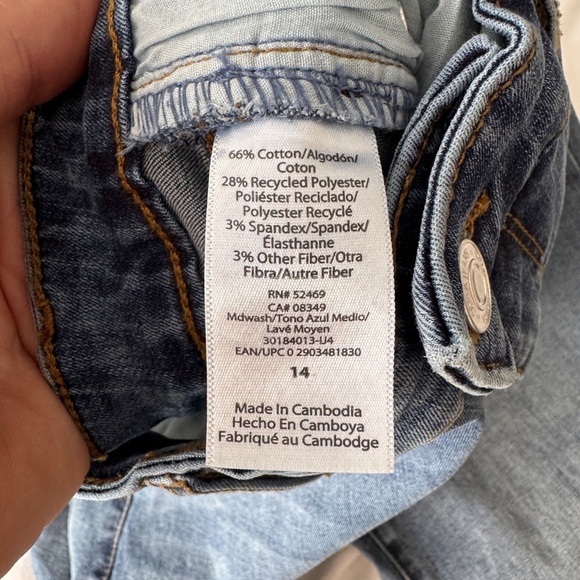 66% Cotton/Algodón/
Coton
28% Recycled Polyester/
Poliéster Reciclado/
Polyester Recyclé
3% Spandex/Spandex/
Élasthanne
3% Other Fiber/Otra
Fibra/Autre Fiber
RN# 52469
CA# 08349
Mdwash/Tono Azul Medio/
Lavé Moyen
30184013-IJ4
EAN/UPC 0 2903481830
14
Made In Cambodia
Hecho En Camboya
Fabriqué au Cambodge